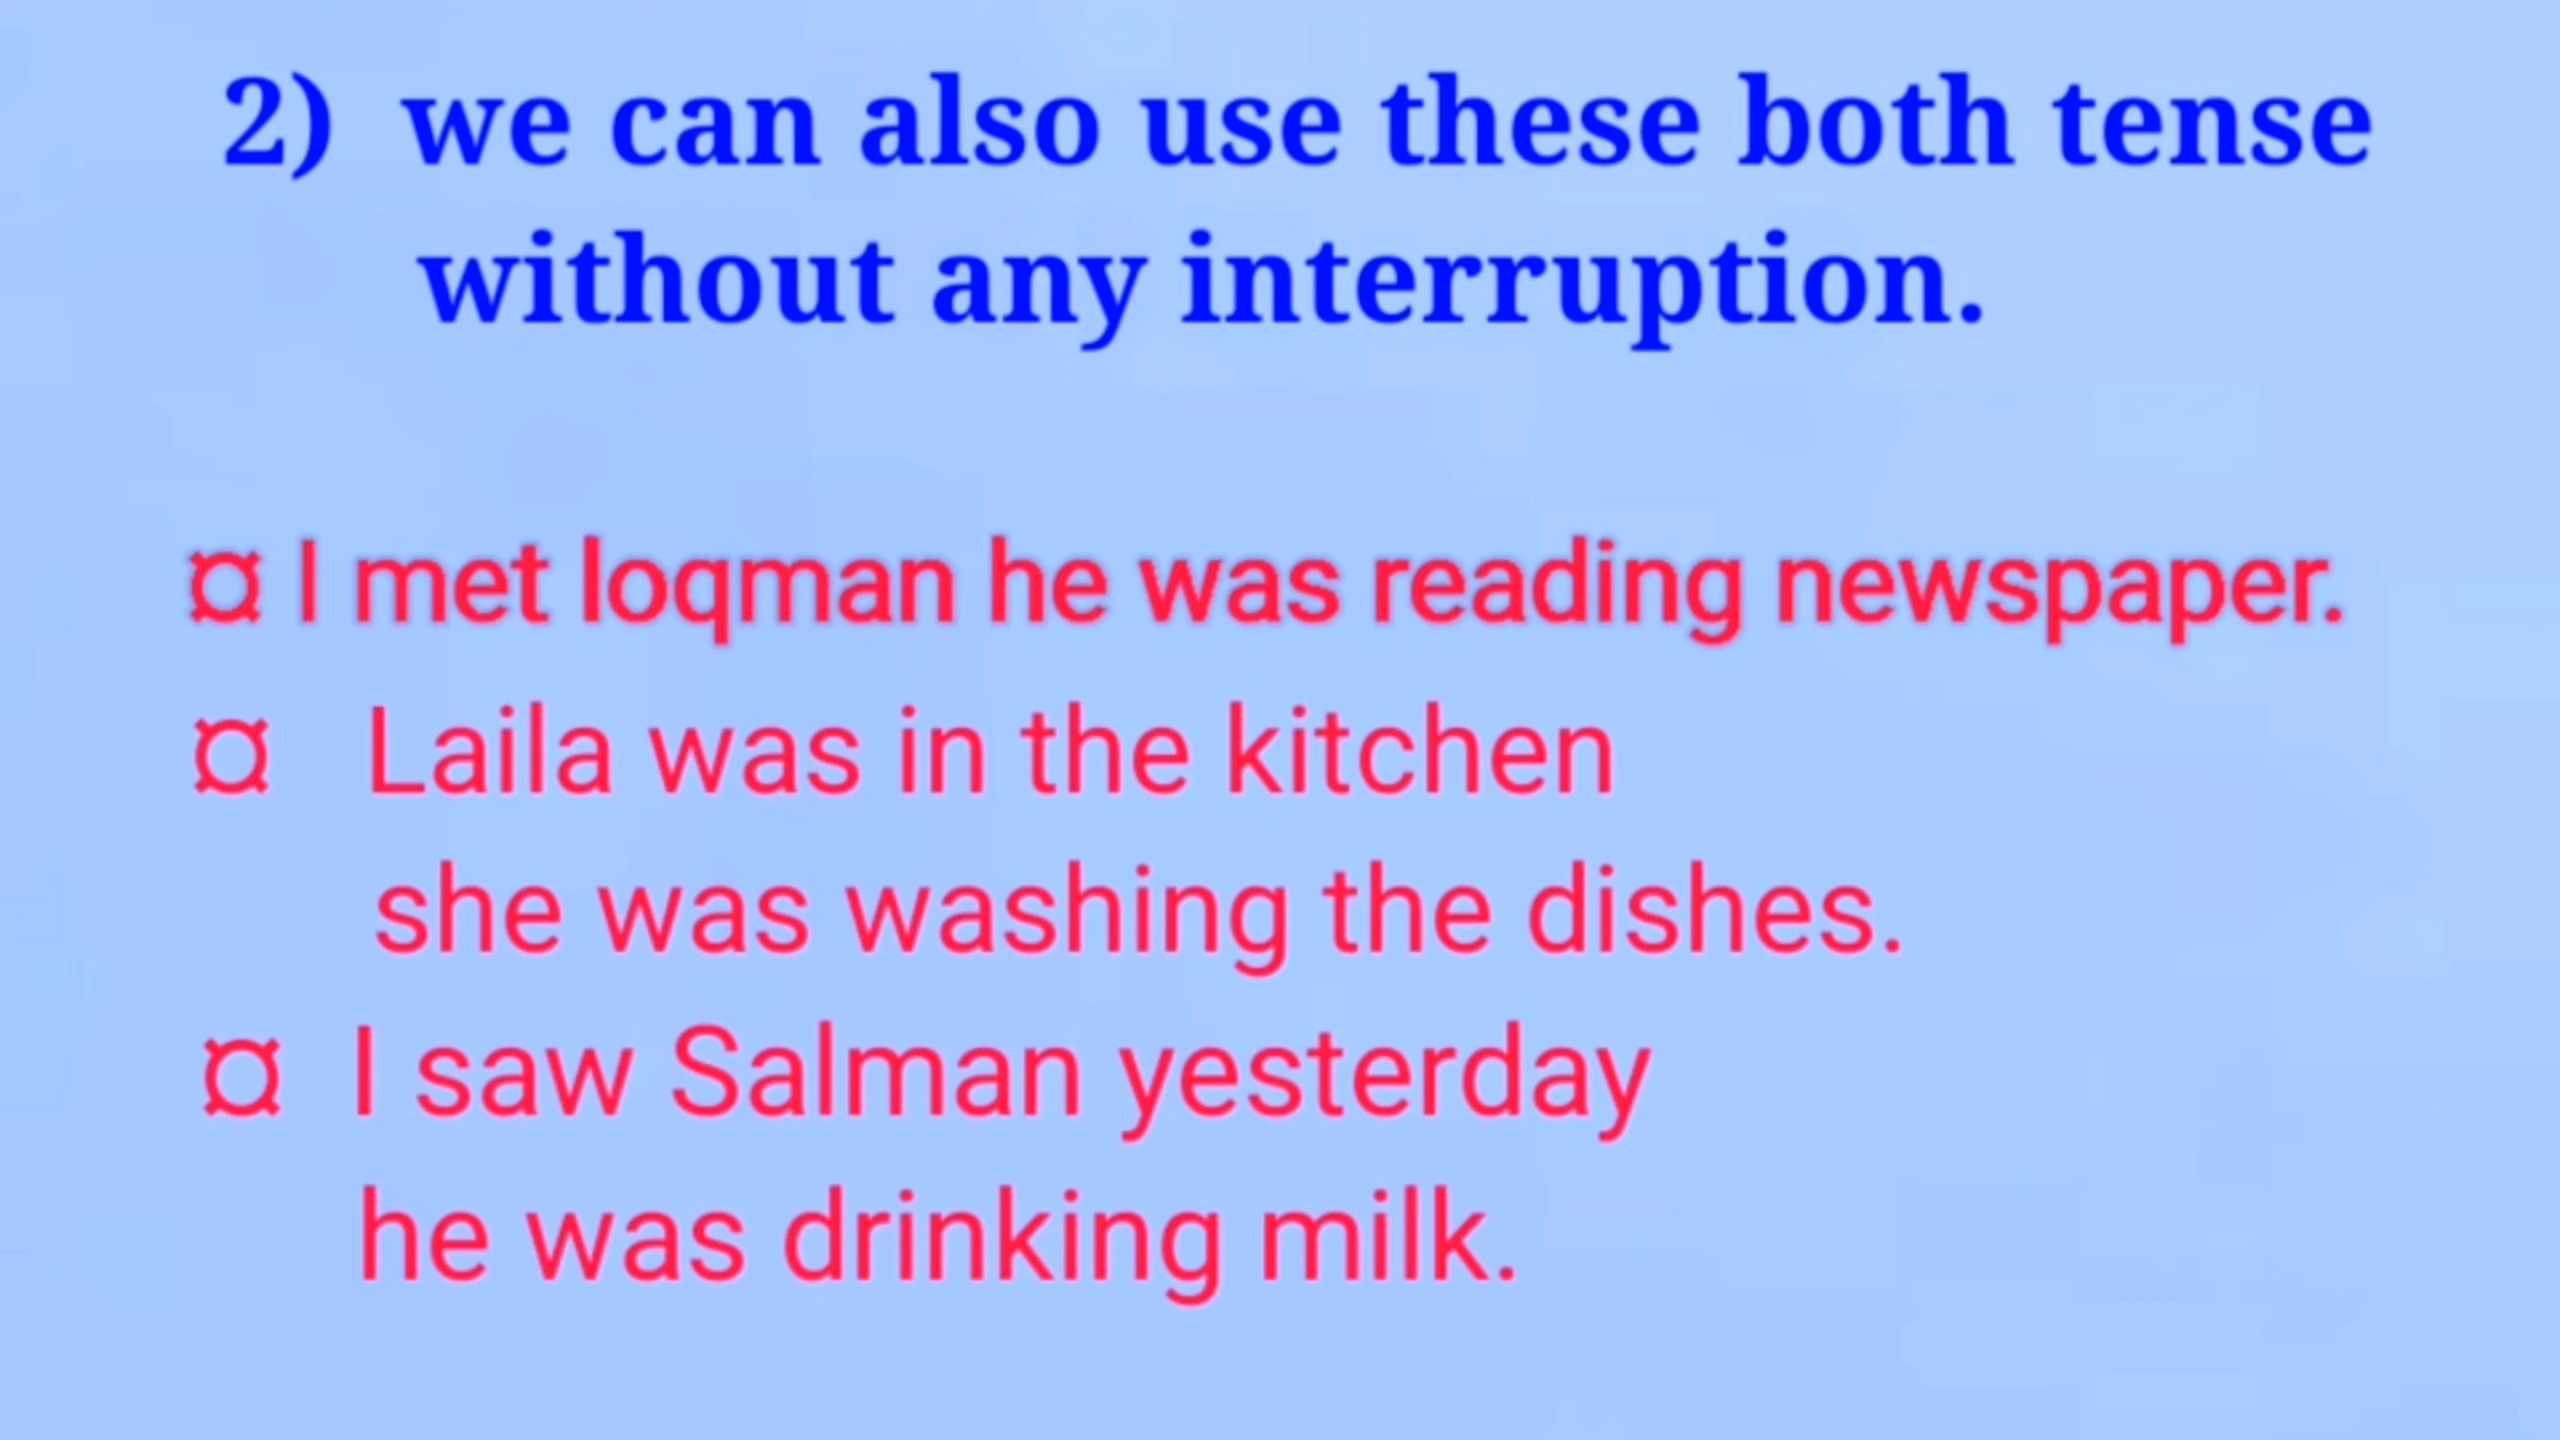 2) we can also use these both tense
without any interruption.
¤ I met loqman he was reading newspaper.
¤ Laila was in the kitchen
she was washing the dishes.
¤ I saw Salman yesterday
he was drinking milk.